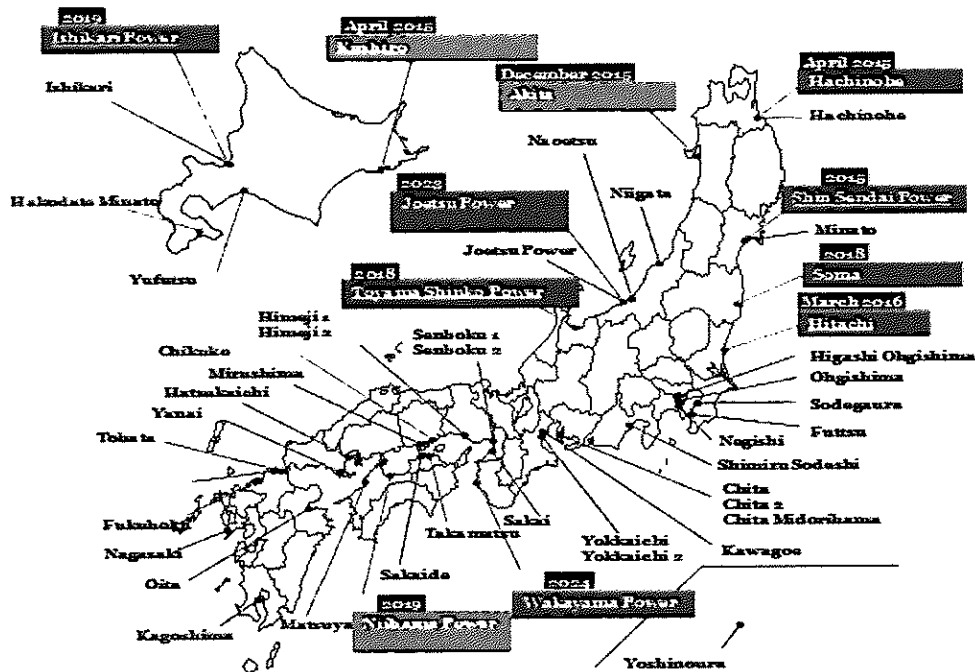 2019
Ishikari Power
April 2015
Kushiro
Ishikari
December 2015
Akita
April 2015
Hachinohe
Hachinohe
Naoetsu
2023
Joetsu Power
Niigata
2015
Shin Sendai Power
Hakodate Minato
Minato
Joetsu Power
Yufutsu
2018
Toyama Shinko Power
2018
Soma
March 2016
Hitachi
Himeji 1
Himeji 2
Senboku 1
Senboku 2
Chikuko
Mizushima
Hatsukaichi
Yanai
Tobata
Higashi Ohgishima
Ohgishima
Sodegaura
Futtsu
Negishi
Shimizu Sodeshi
Chita
Chita 2
Chita Midorihama
Kawagoe
Fukuhoku
Nagasaki
Oita
Takamatsu
Sakai
Yokkaichi
Yokkaichi 2
Sakaide
Kagoshima
2019
Niihama Power
Wakayama Power
Yoshinoura